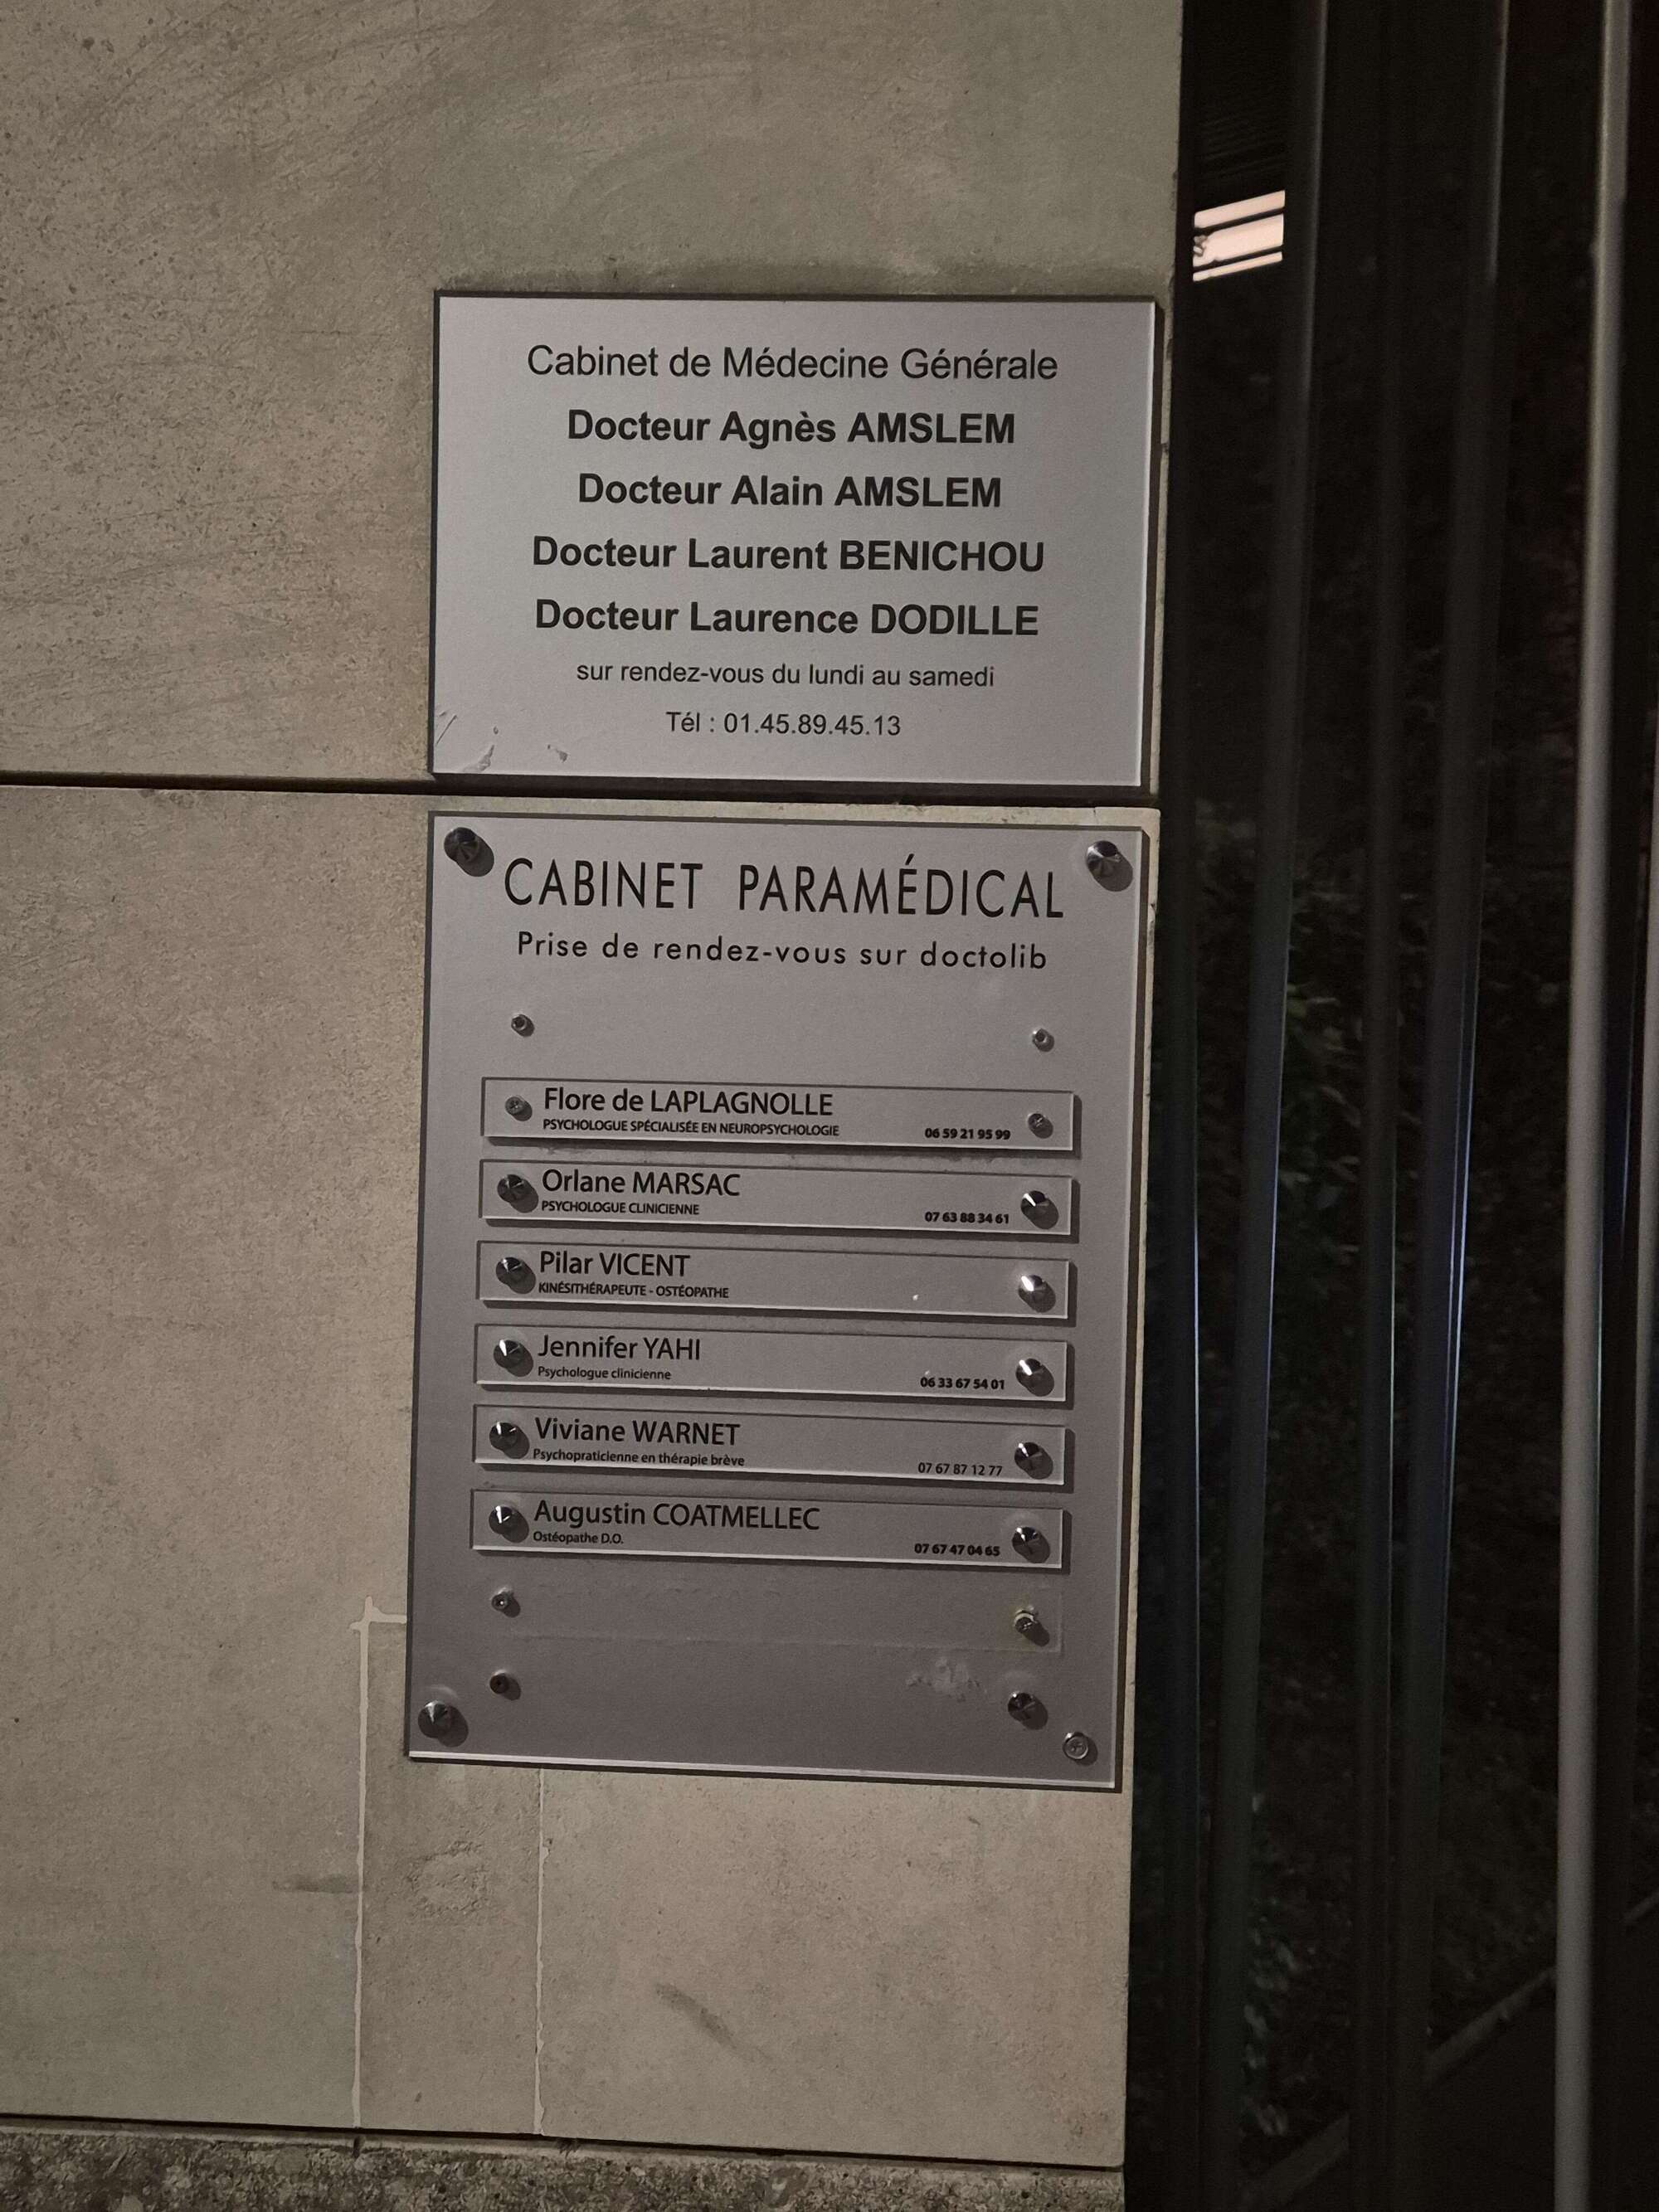 Cabinet de Médecine Générale
Docteur Agnès AMSLEM
Docteur Alain AMSLEM
Docteur Laurent BENICHOU
Docteur Laurence DODILLE
sur rendez-vous du lundi au samedi
Tél : 01.45.89.45.13
CABINET PARAMÉDICAL
Prise de rendez-vous sur doctolib
Flore de LAPLAGNOLLE
PSYCHOLOGUE SPÉCIALISÉE EN NEUROPSYCHOLOGIE 06 59 21 95 99
Orlane MARSAC
PSYCHOLOGUE CLINICIENNE 07 63 88 34 61
Pilar VICENT
KINÉSITHÉRAPEUTE - OSTÉOPATHE
Jennifer YAHI
Psychologue clinicienne 06 33 67 54 01
Viviane WARNET
Psychopraticienne en thérapie brève 07 67 87 12 77
Augustin COATMELLEC
Ostéopathe D.O. 07 67 47 04 65